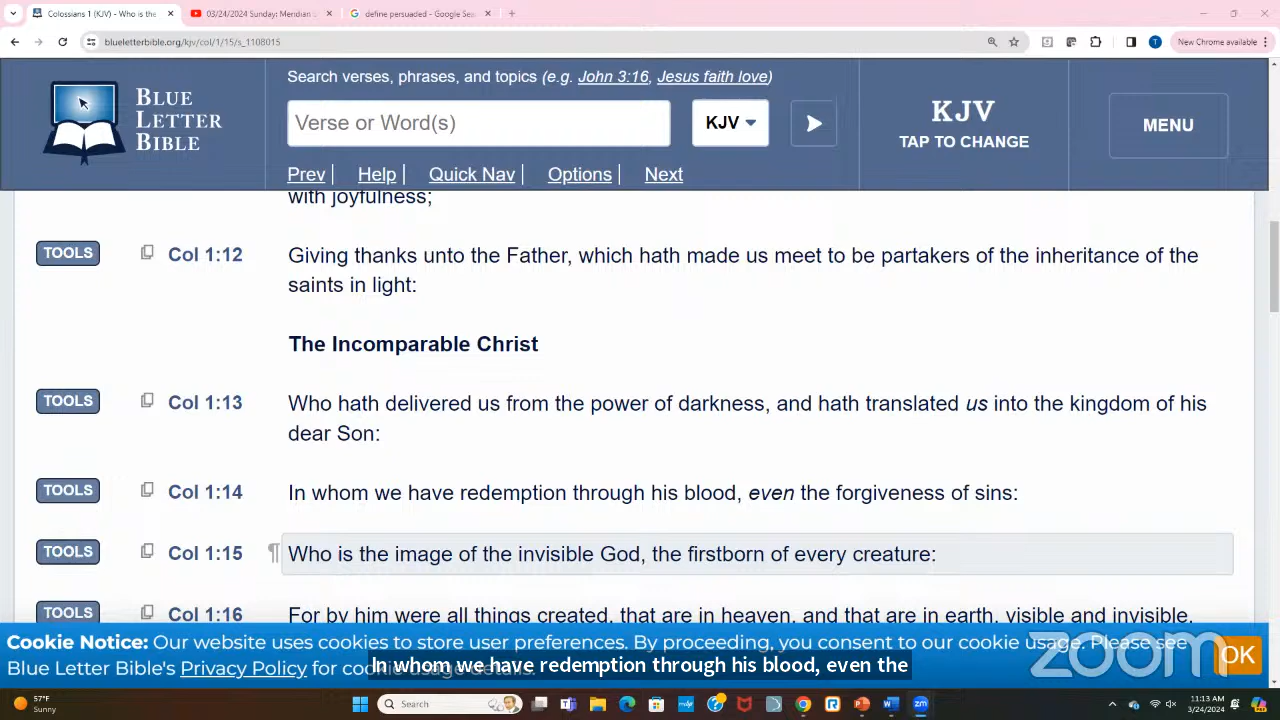 Colossians 1 (KJV) - Who is the
03/24/2024 Sunday: Meridian
define persuaded - Google Sea
blueletterbible.org/kjv/col/1/15/s_1108015
New Chrome available
BLUE
LETTER
BIBLE
Search verses, phrases, and topics (e.g. John 3:16, Jesus faith love)
Verse or Word(s)
KJV
KJV
TAP TO CHANGE
MENU
Prev | Help | Quick Nav | Options | Next
with joyfulness;
TOOLS Col 1:12 Giving thanks unto the Father, which hath made us meet to be partakers of the inheritance of the
saints in light:
The Incomparable Christ
TOOLS Col 1:13 Who hath delivered us from the power of darkness, and hath translated us into the kingdom of his
dear Son:
TOOLS Col 1:14 In whom we have redemption through his blood, even the forgiveness of sins:
TOOLS Col 1:15 ¶ Who is the image of the invisible God, the firstborn of every creature:
TOOLS Col 1:16 For by him were all things created, that are in heaven, and that are in earth, visible and invisible,
Cookie Notice: Our website uses cookies to store user preferences. By proceeding, you consent to our cookie usage. Please see
Blue Letter Bible's Privacy Policy for cookie usage details.
OK
zoom
In whom we have redemption through his blood, even the
57°F
Sunny
Search
11:13 AM
3/24/2024